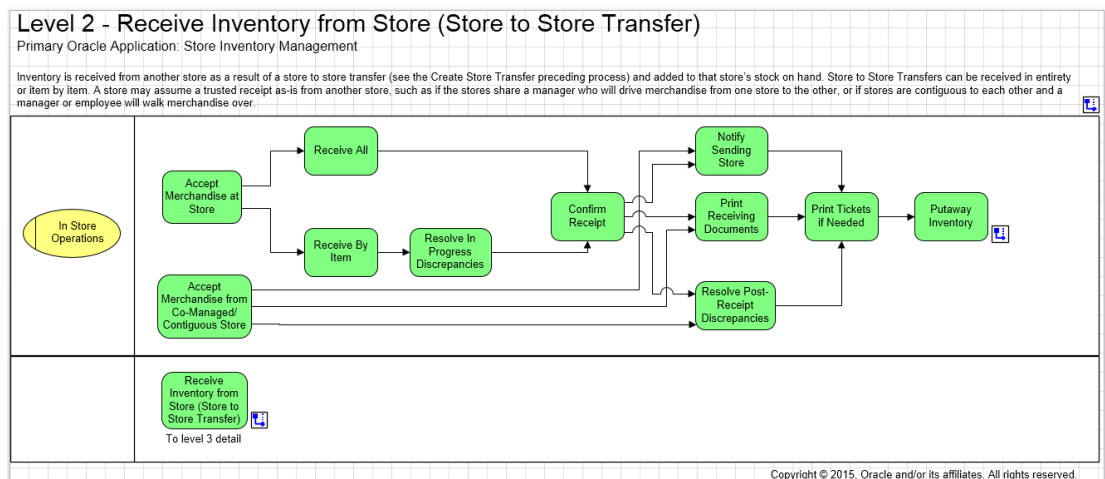 Level 2 - Receive Inventory from Store (Store to Store Transfer)
Primary Oracle Application: Store Inventory Management
Inventory is received from another store as a result of a store to store transfer (see the Create Store Transfer preceding process) and added to that store's stock on hand. Store to Store Transfers can be received in entirety
or item by item. A store may assume a trusted receipt as-is from another store, such as if the stores share a manager who will drive merchandise from one store to the other, or if stores are contiguous to each other and a
manager or employee will walk merchandise over.
In Store
Operations
Accept
Merchandise at
Store
Receive All
Receive By
Item
Resolve In
Progress
Discrepancies
Accept
Merchandise from
Co-Managed/
Contiguous Store
Confirm
Receipt
Notify
Sending
Store
Print
Receiving
Documents
Resolve Post-
Receipt
Discrepancies
Print Tickets
if Needed
Putaway
Inventory
Receive
Inventory from
Store (Store to
Store Transfer)
To level 3 detail
Copyright © 2015, Oracle and/or its affiliates. All rights reserved.